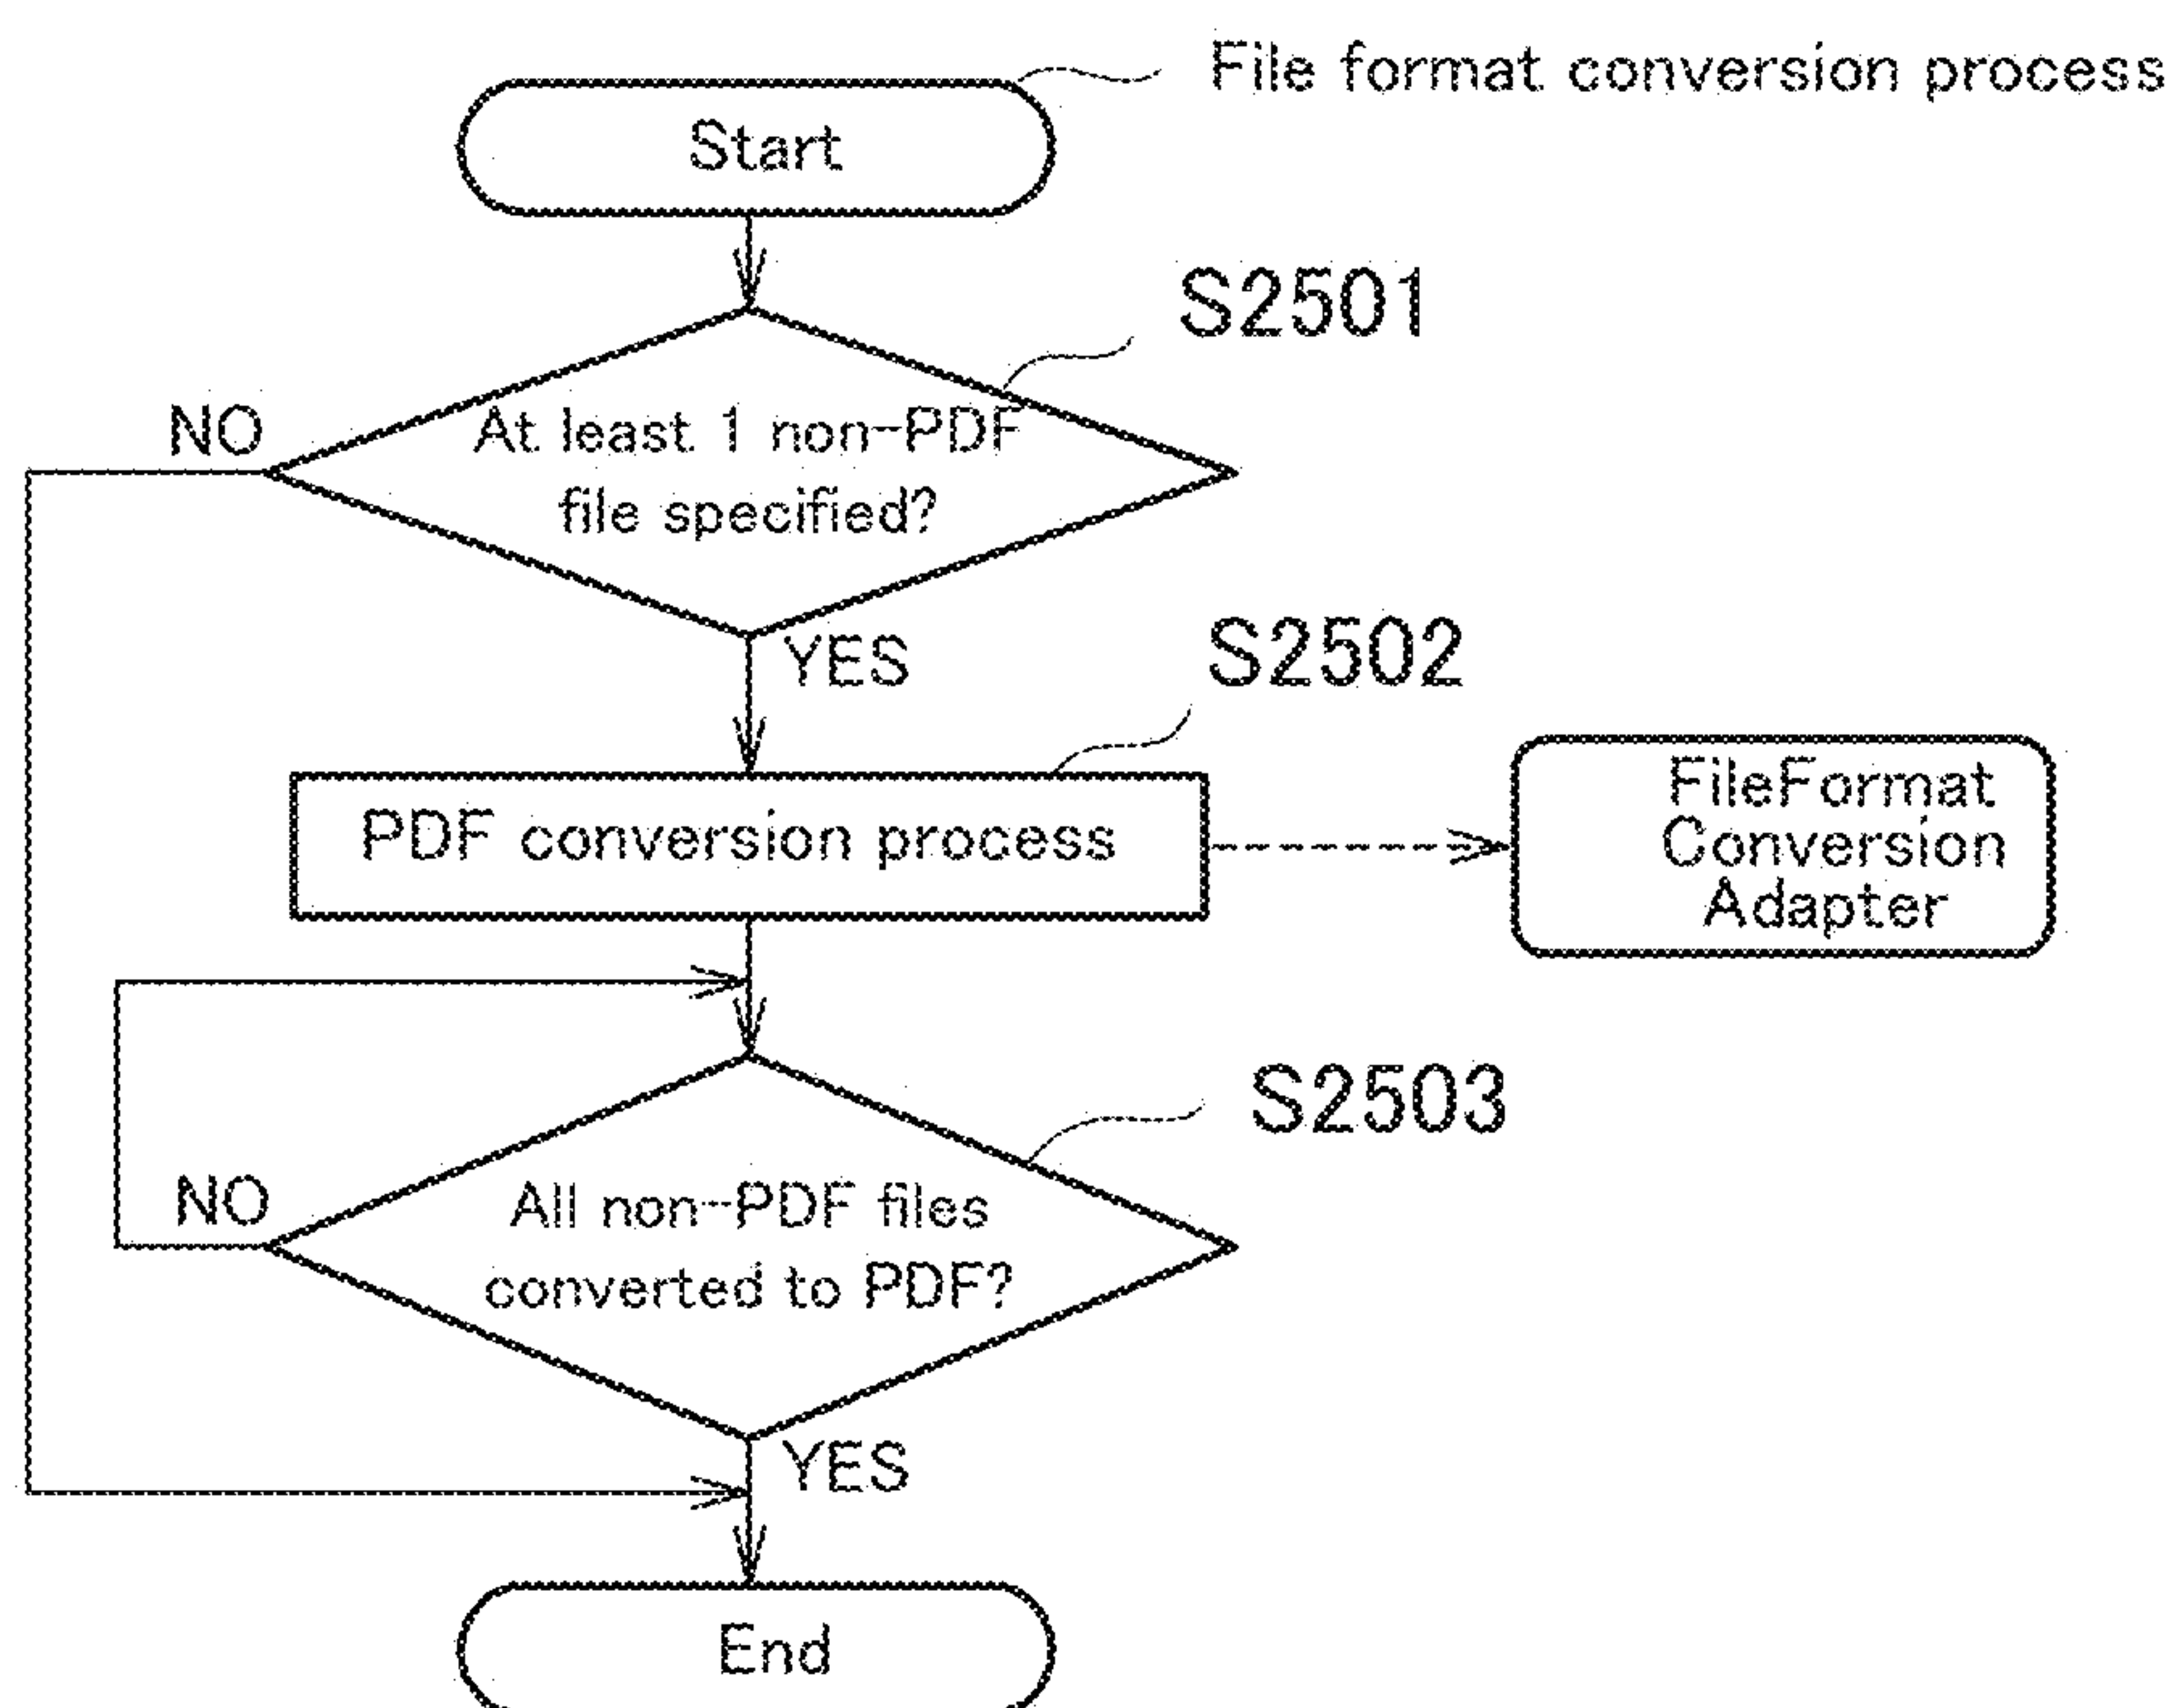 File format conversion process
Start
S2501
NO
At least 1 non-PDF
file specified?
YES
S2502
PDF conversion process
FileFormat
Conversion
Adapter
S2503
NO
All non-PDF files
converted to PDF?
YES
End